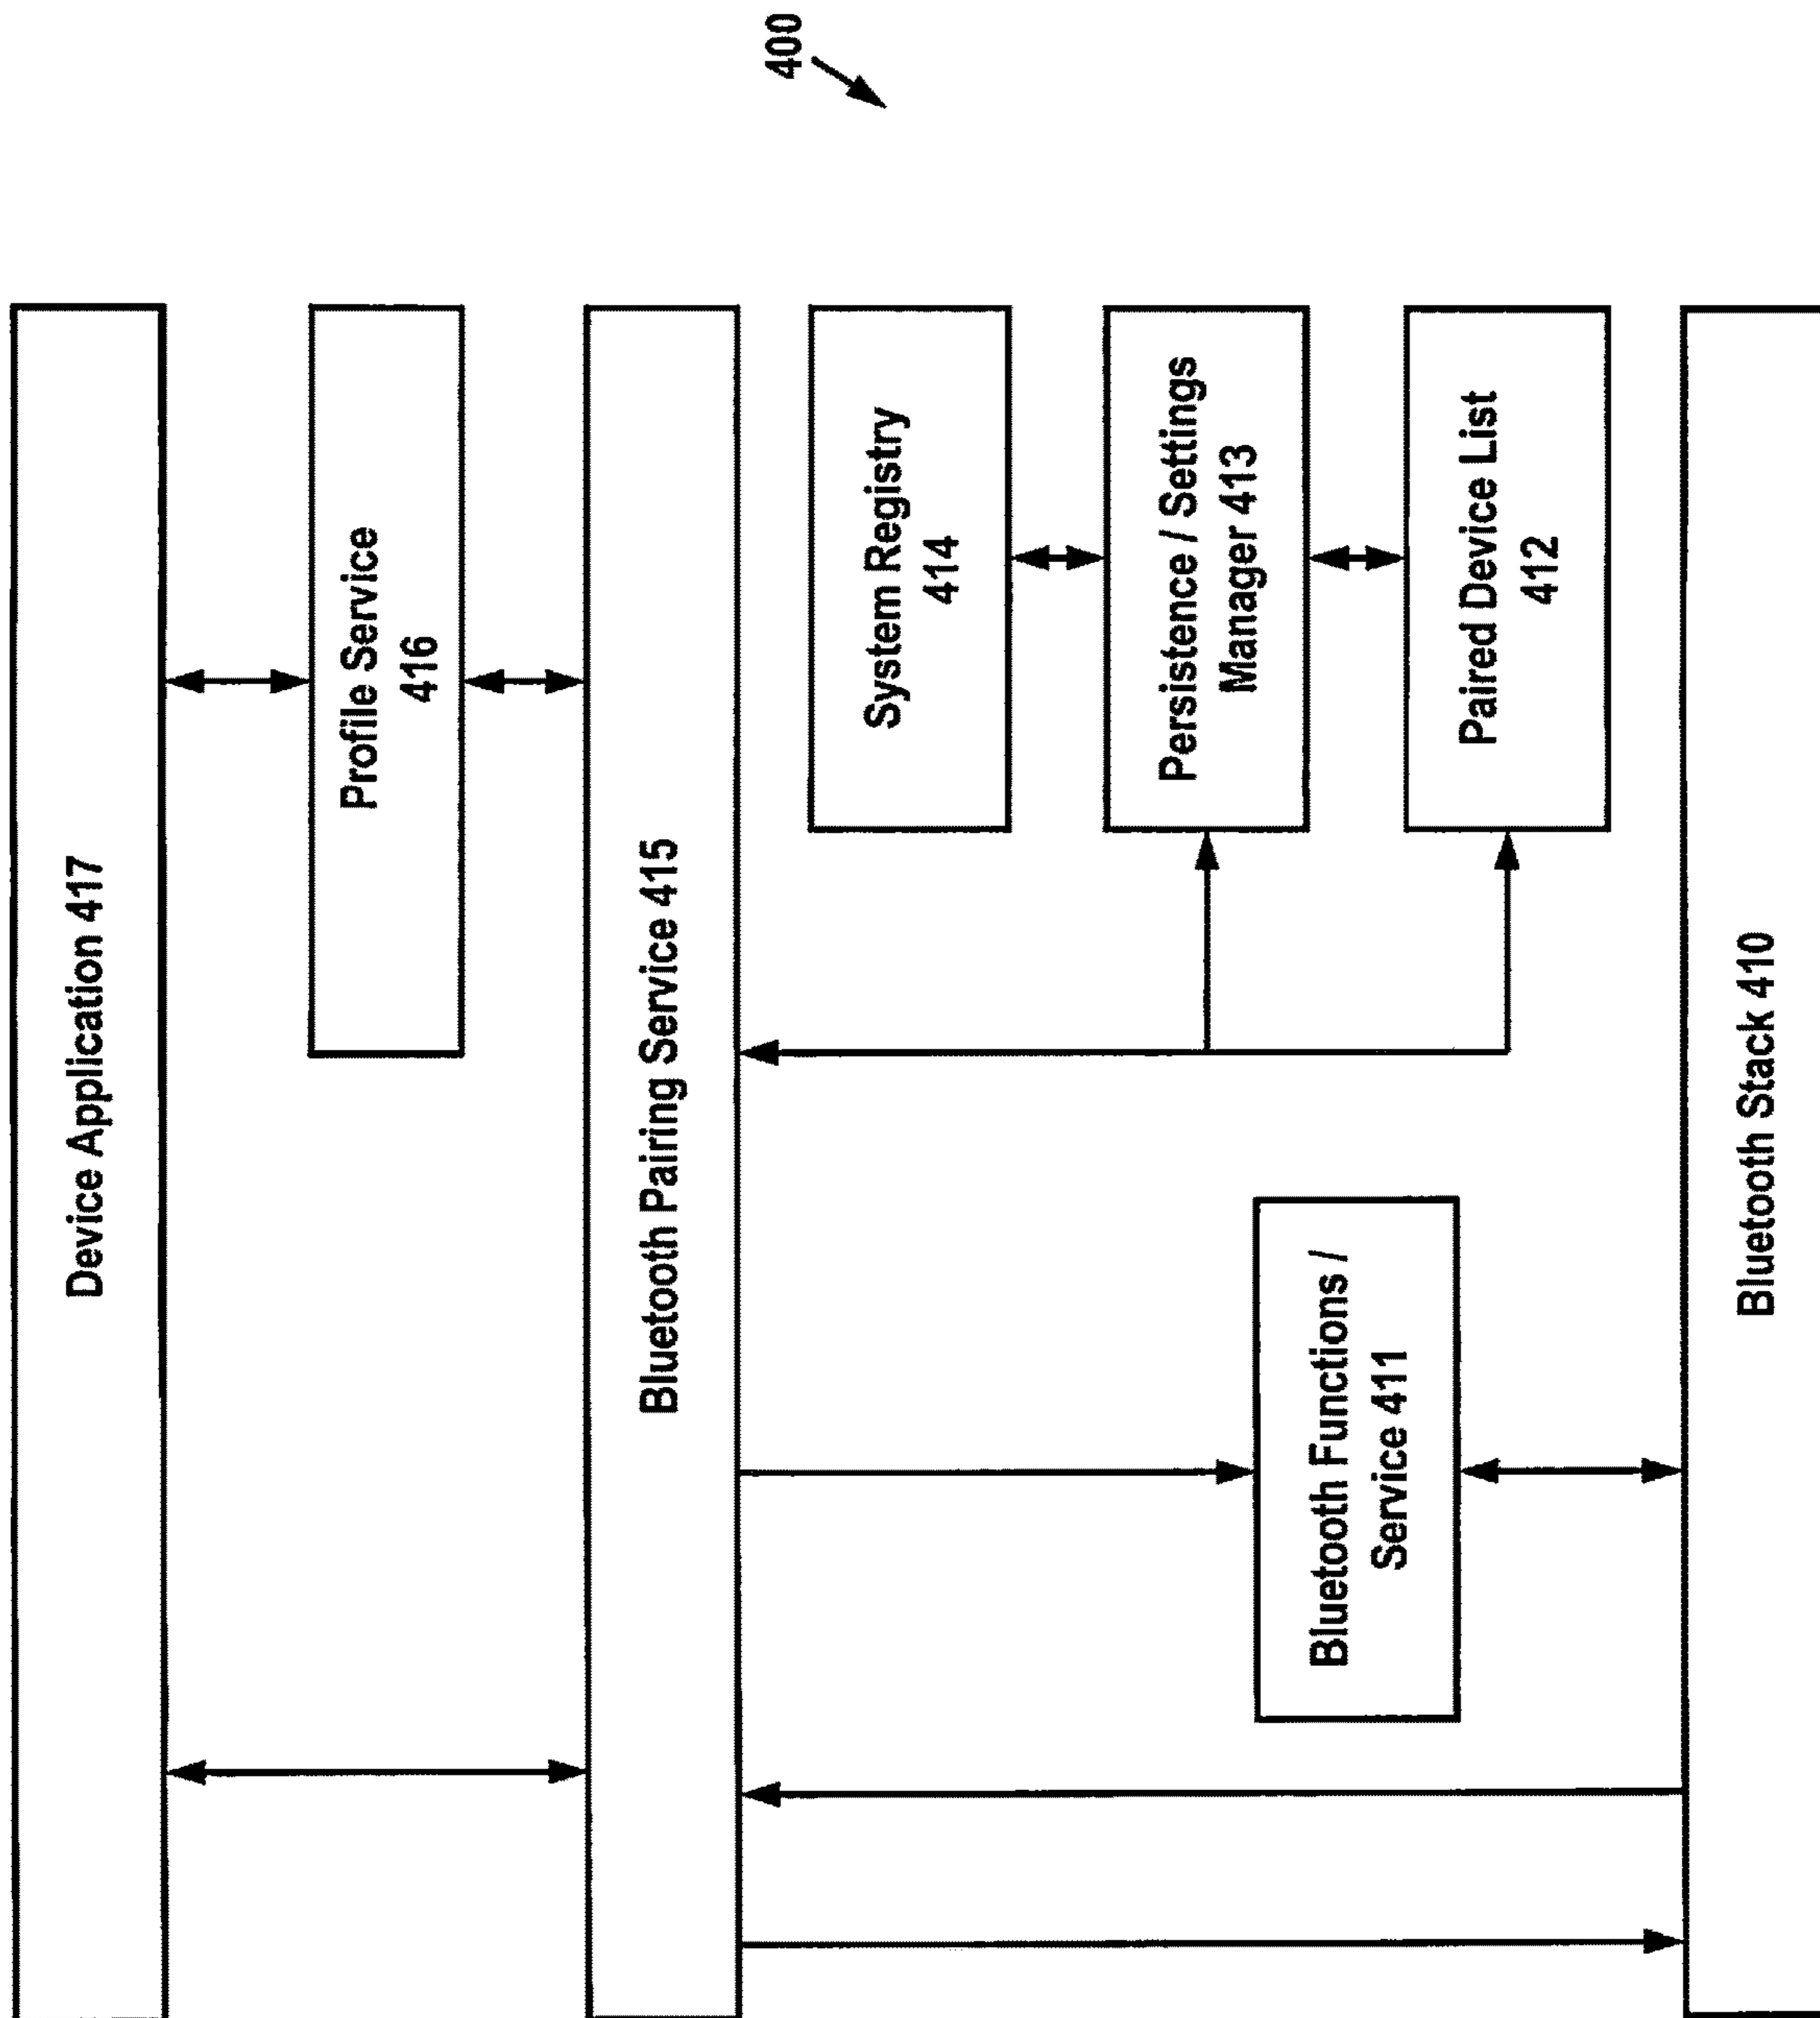 400
Device Application 417
Profile Service
416
Bluetooth Pairing Service 415
System Registry
414
Persistence / Settings
Manager 413
Paired Device List
412
Bluetooth Functions /
Service 411
Bluetooth Stack 410